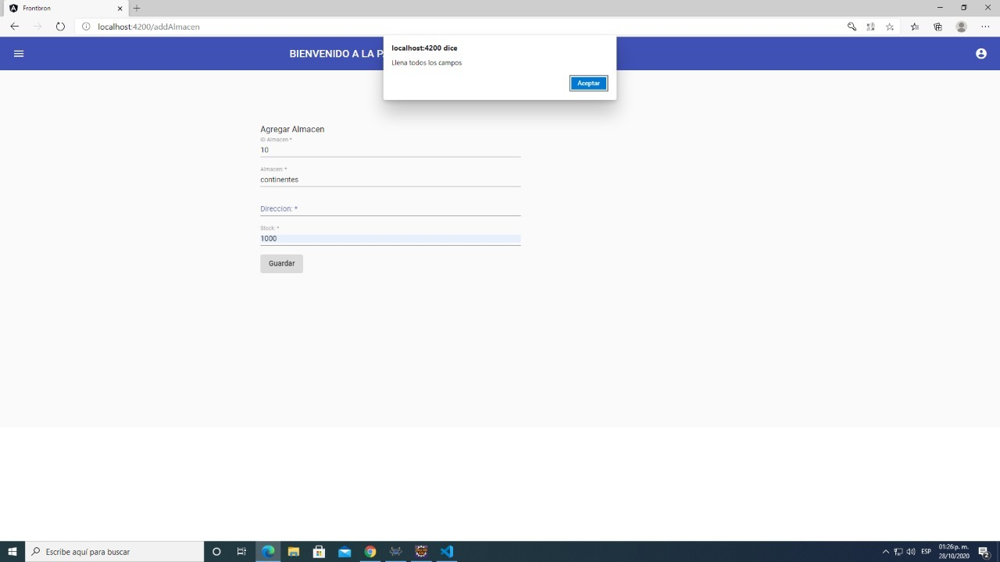 Frontbron
localhost:4200/addAlmacen
BIENVENIDO A LA P
localhost:4200 dice
Llena todos los campos
Aceptar
Agregar Almacen
ID Almacen *
10
Almacen: *
continentes
Direccion: *
Stock: *
1000
Guardar
Escribe aquí para buscar
ESP
01:26p. m.
28/10/2020
2